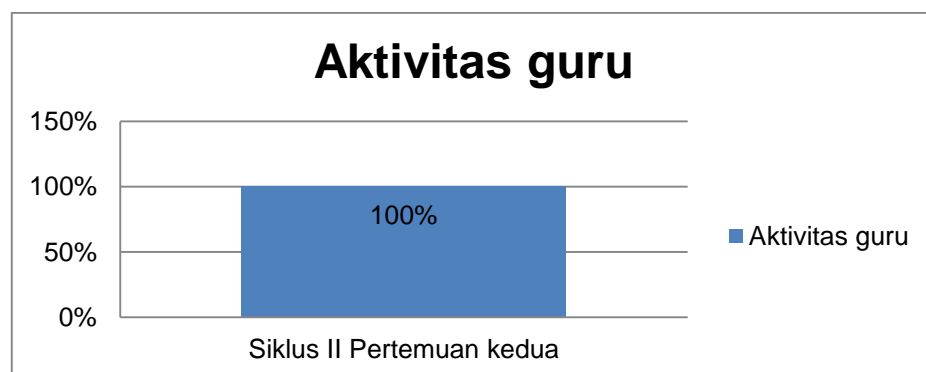 Aktivitas guru
150%
100%
50%
0%
100%
Siklus II Pertemuan kedua
Aktivitas guru